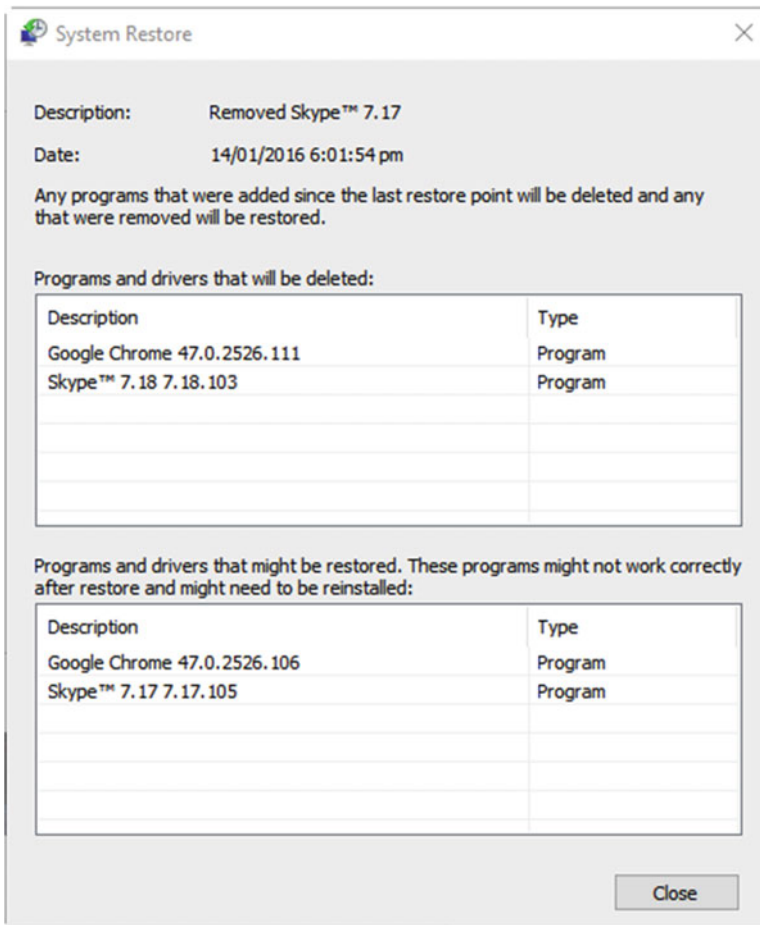 System Restore
Description: Removed Skype™ 7.17
Date: 14/01/2016 6:01:54 pm
Any programs that were added since the last restore point will be deleted and any
that were removed will be restored.
Programs and drivers that will be deleted:
Description Type
Google Chrome 47.0.2526.111 Program
Skype™ 7.18 7.18.103 Program
Programs and drivers that might be restored. These programs might not work correctly
after restore and might need to be reinstalled:
Description Type
Google Chrome 47.0.2526.106 Program
Skype™ 7.17 7.17.105 Program
Close